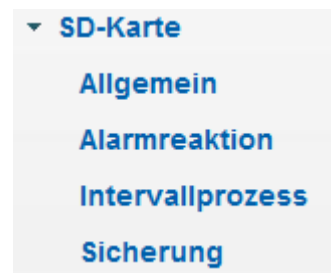 SD-Karte
Allgemein
Alarmreaktion
Intervallprozess
Sicherung